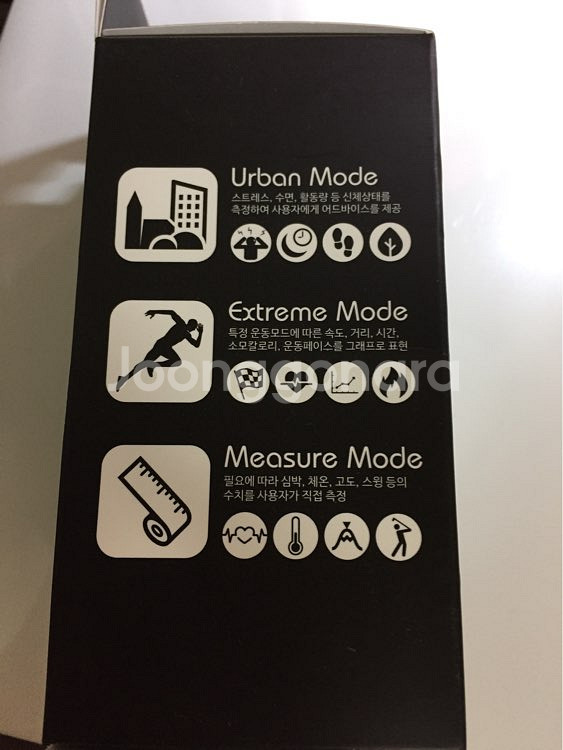 Urban Mode
스트레스, 수면, 활동량 등 신체상태를
측정하여 사용자에게 어드바이스를 제공
Extreme Mode
특정 운동모드에 따른 속도, 거리, 시간,
소모칼로리, 운동페이스를 그래프로 표현
Joonggonara
Measure Mode
필요에 따라 심박, 체온, 고도, 스윙 등의
수치를 사용자가 직접 측정